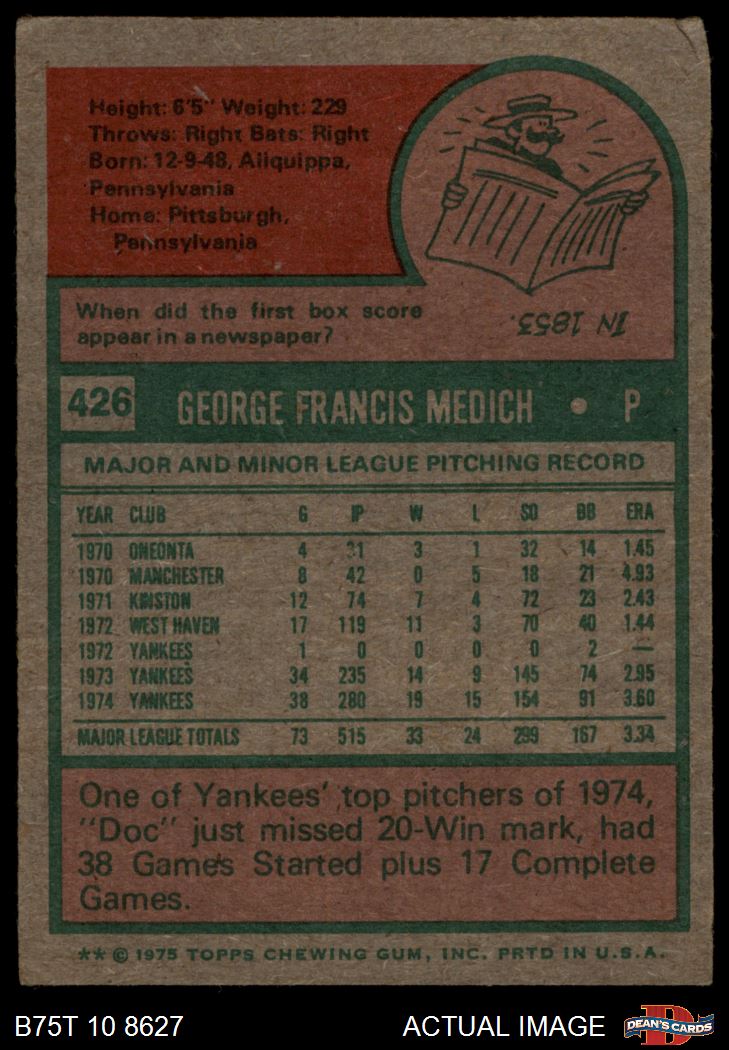 Height: 6'5" Weight: 229
Throws: Right Bats: Right
Born: 12-9-48, Aliquippa,
Pennsylvania
Home: Pittsburgh,
Pennsylvania
When did the first box score
appear in a newspaper?
IN 1853.
426 GEORGE FRANCIS MEDICH • P
MAJOR AND MINOR LEAGUE PITCHING RECORD
YEAR CLUB G IP W L SO BB ERA
1970 ONEONTA 4 31 3 1 32 14 1.45
1970 MANCHESTER 8 42 0 5 18 21 4.93
1971 KINSTON 12 74 7 4 72 23 2.43
1972 WEST HAVEN 17 119 11 3 70 40 1.44
1972 YANKEES 1 0 0 0 0 2 —
1973 YANKEES 34 235 14 9 145 74 2.95
1974 YANKEES 38 280 19 15 154 91 3.60
MAJOR LEAGUE TOTALS 73 515 33 24 299 167 3.34
One of Yankees' top pitchers of 1974,
"Doc" just missed 20-Win mark, had
38 Games Started plus 17 Complete
Games.
** © 1975 TOPPS CHEWING GUM, INC. PRTD IN U.S.A.
B75T 10 8627 ACTUAL IMAGE DEAN'S CARDS